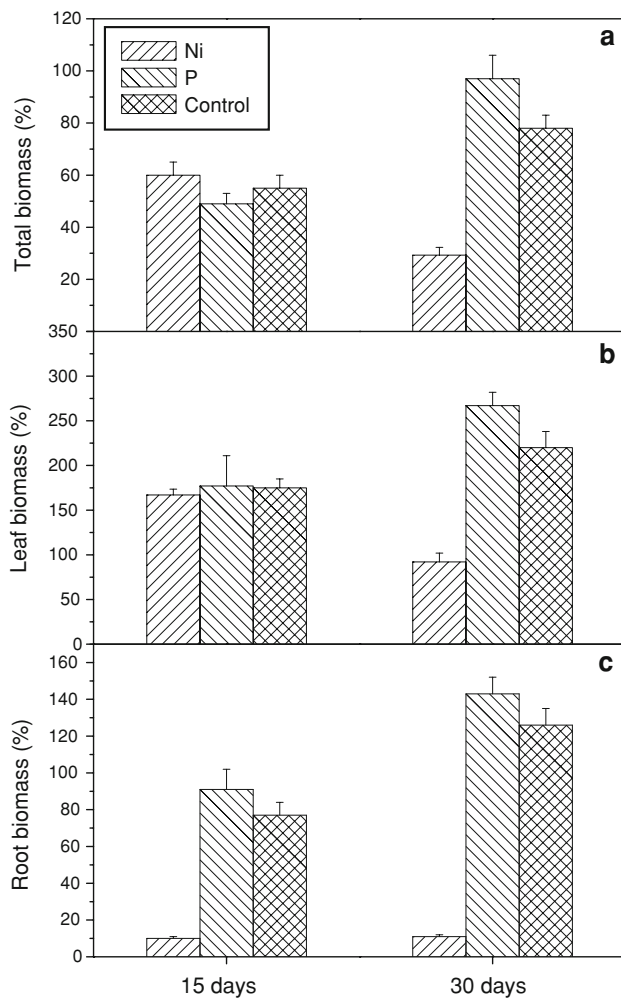 120
100
80
60
40
20
Total biomass (%)
Ni
P
Control
a
350
300
250
200
150
100
50
0
Leaf biomass (%)
b
160
140
120
100
80
60
40
20
0
Root biomass (%)
c
15 days
30 days